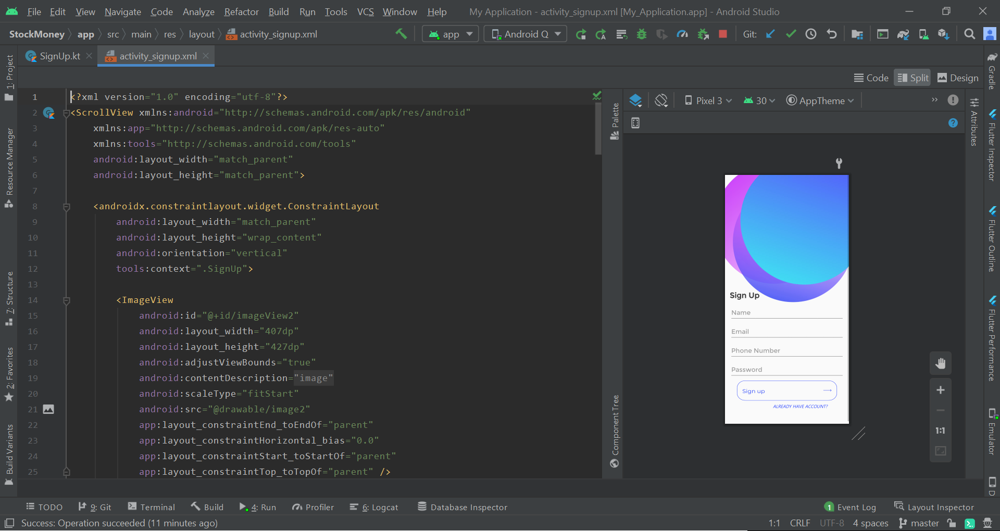 File Edit View Navigate Code Analyze Refactor Build Run Tools VCS Window Help My Application - activity_signup.xml [My_Application.app] - Android Studio
StockMoney app src main res layout activity_signup.xml app Android Q Git:
SignUp.kt activity_signup.xml
Code Split Design
Pixel 3 30 AppTheme
1: Project
Resource Manager
7: Structure
2: Favorites
Build Variants
1 <?xml version="1.0" encoding="utf-8"?>
2 <ScrollView xmlns:android="http://schemas.android.com/apk/res/android"
3 xmlns:app="http://schemas.android.com/apk/res-auto"
4 xmlns:tools="http://schemas.android.com/tools"
5 android:layout_width="match_parent"
6 android:layout_height="match_parent">
7
8 <androidx.constraintlayout.widget.ConstraintLayout
9 android:layout_width="match_parent"
10 android:layout_height="wrap_content"
11 android:orientation="vertical"
12 tools:context=".SignUp">
13
14 <ImageView
15 android:id="@+id/imageView2"
16 android:layout_width="407dp"
17 android:layout_height="427dp"
18 android:adjustViewBounds="true"
19 android:contentDescription="image"
20 android:scaleType="fitStart"
21 android:src="@drawable/image2"
22 app:layout_constraintEnd_toEndOf="parent"
23 app:layout_constraintHorizontal_bias="0.0"
24 app:layout_constraintStart_toStartOf="parent"
25 app:layout_constraintTop_toTopOf="parent" />
Palette
Component Tree
?
Sign Up
Name
Email
Phone Number
Password
Sign up
ALREADY HAVE ACCOUNT?
1:1
Attributes
Gradle
Flutter Inspector
Flutter Outline
Flutter Performance
Emulator
D
TODO 9: Git Terminal Build 4: Run Profiler 6: Logcat Database Inspector 1 Event Log Layout Inspector
Success: Operation succeeded (11 minutes ago) 1:1 CRLF UTF-8 4 spaces master